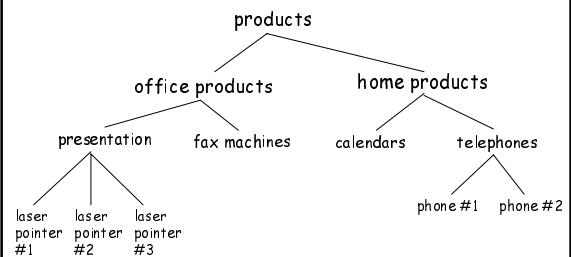 products
office products
home products
presentation
fax machines
calendars
telephones
laser
pointer
#1
laser
pointer
#2
laser
pointer
#3
phone #1
phone #2